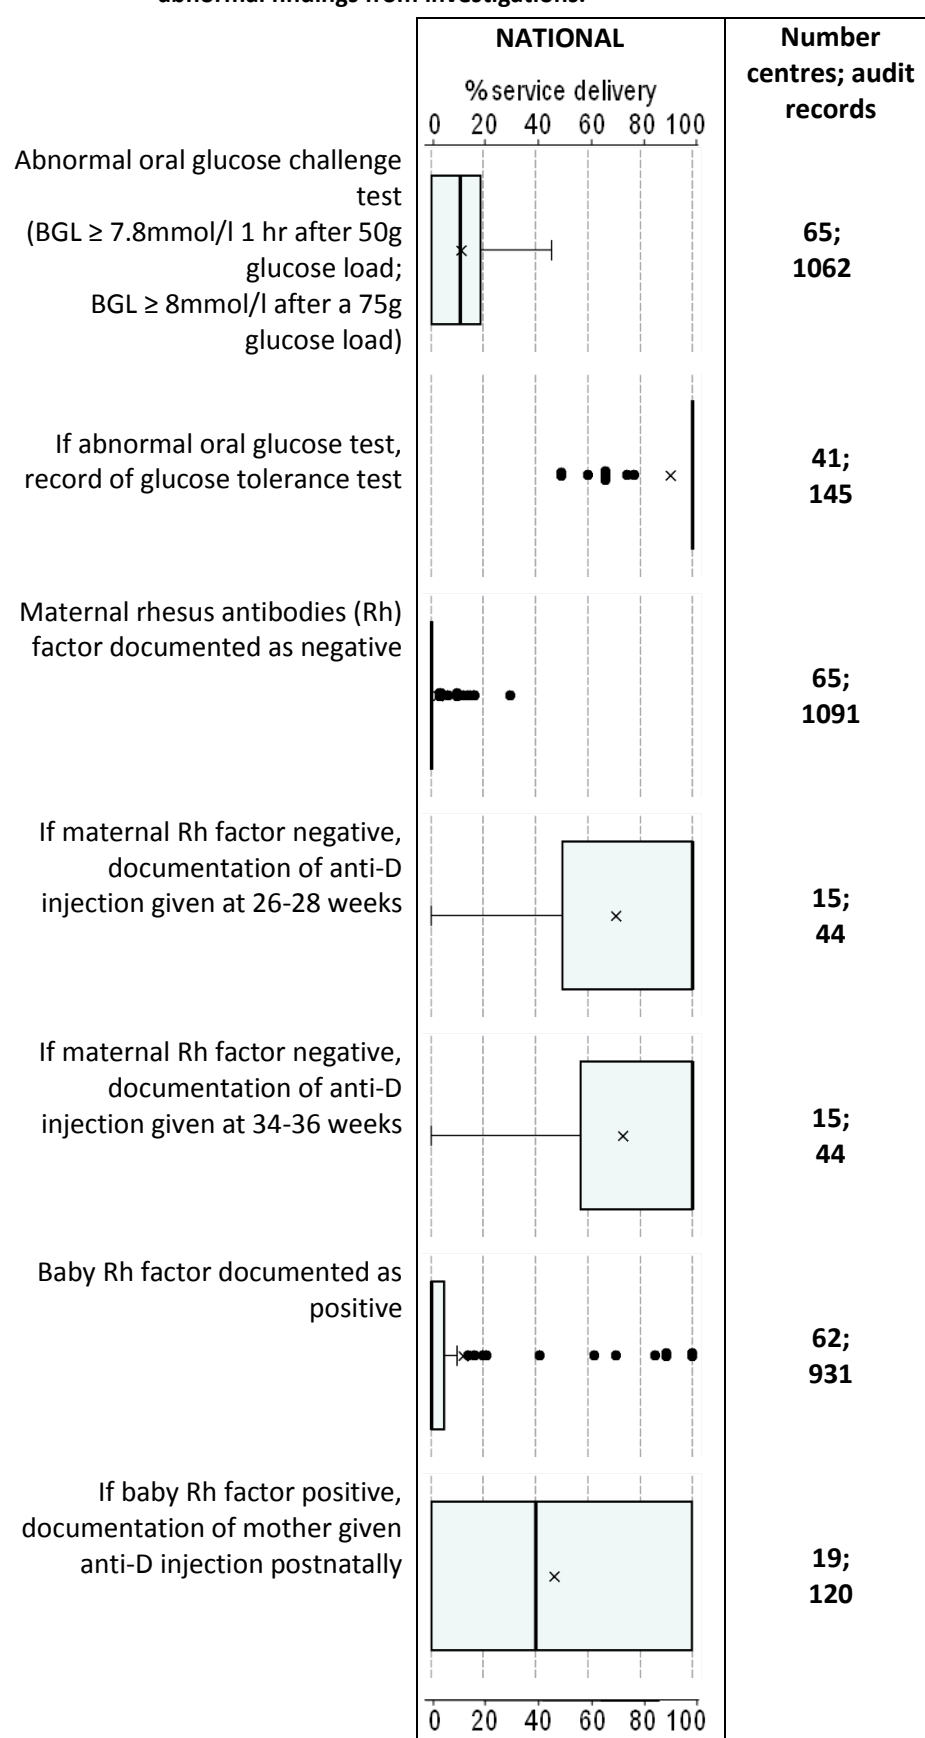 abnormal findings from investigations.
NATIONAL
Number
centres; audit
records
% service delivery
0 20 40 60 80 100
Abnormal oral glucose challenge
test
(BGL ≥ 7.8mmol/l 1 hr after 50g
glucose load;
BGL ≥ 8mmol/l after a 75g
glucose load)
65;
1062
If abnormal oral glucose test,
record of glucose tolerance test
41;
145
Maternal rhesus antibodies (Rh)
factor documented as negative
65;
1091
If maternal Rh factor negative,
documentation of anti-D
injection given at 26-28 weeks
15;
44
If maternal Rh factor negative,
documentation of anti-D
injection given at 34-36 weeks
15;
44
Baby Rh factor documented as
positive
62;
931
If baby Rh factor positive,
documentation of mother given
anti-D injection postnatally
19;
120
0 20 40 60 80 100